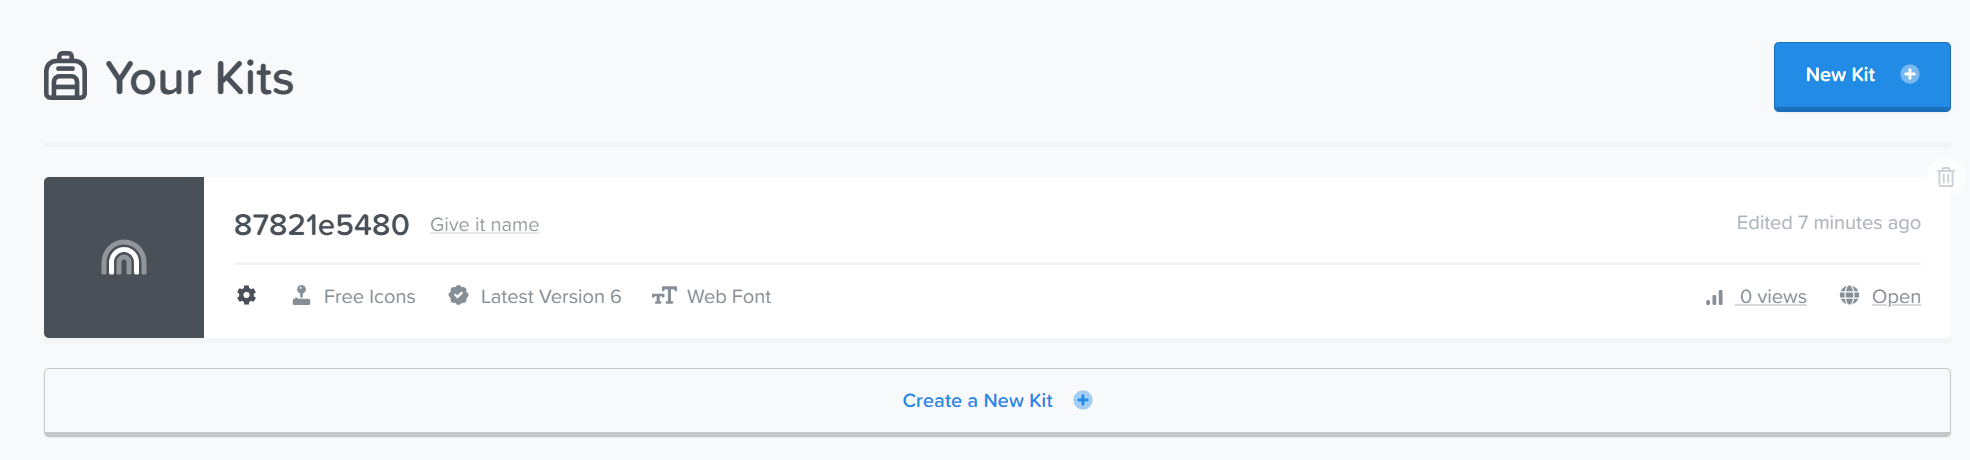 Your Kits
New Kit
87821e5480 Give it name Edited 7 minutes ago
Free Icons Latest Version 6 Web Font 0 views Open
Create a New Kit